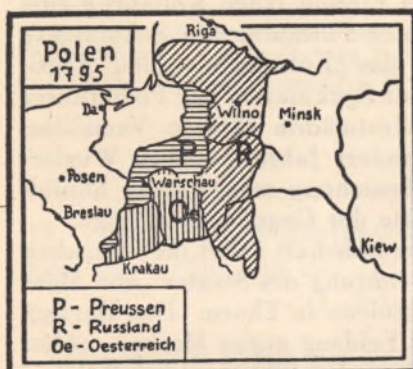 Polen
1795
Riga
Da
Wilno
Minsk
P
R
Posen
Warschau
Breslau
Oe
Kiew
Krakau
P - Preussen
R - Russland
Oe - Oesterreich